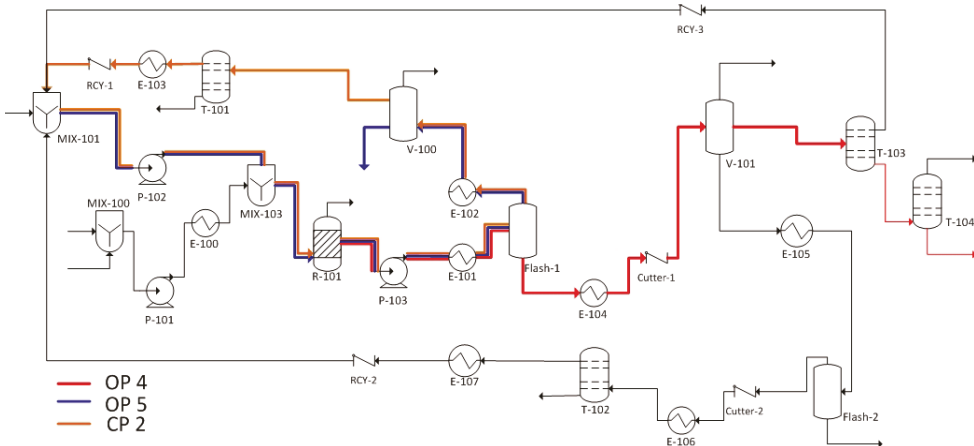 RCY-3
RCY-1
E-103
T-101
MIX-101
V-100
V-101
T-103
P-102
MIX-103
E-102
T-104
MIX-100
E-100
Flash-1
E-105
R-101
E-101
Cutter-1
P-101
P-103
E-104
OP 4
OP 5
CP 2
RCY-2
E-107
T-102
E-106
Cutter-2
Flash-2